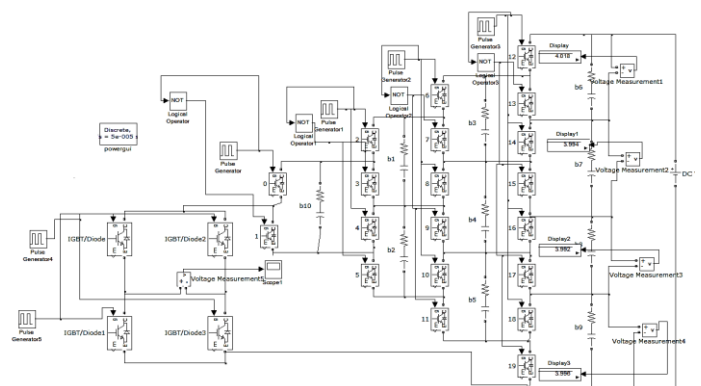 Pulse
Generator3
12
Display
4.018
NOT
Logical
Operator3
Voltage Measurement1
b6
Pulse
Generator2
NOT
Logical
Operator2
6
13
b3
NOT
Logical
Operator
Pulse
Generator1
NOT
Logical
Operator1
2
7
14
Display1
3.994
Discrete,
= 5e-005 s
powergui
Pulse
Generator
0
b1
3
8
15
b7
Voltage Measurement2
DC
b10
1
4
9
b4
16
b2
Display2
3.992
Pulse
Generator4
IGBT/Diode
IGBT/Diode2
Voltage Measurement5
Scope1
5
10
17
Voltage Measurement3
b5
11
18
b9
Pulse
Generator5
IGBT/Diode1
IGBT/Diode3
Voltage Measurement4
19
Display3
3.996